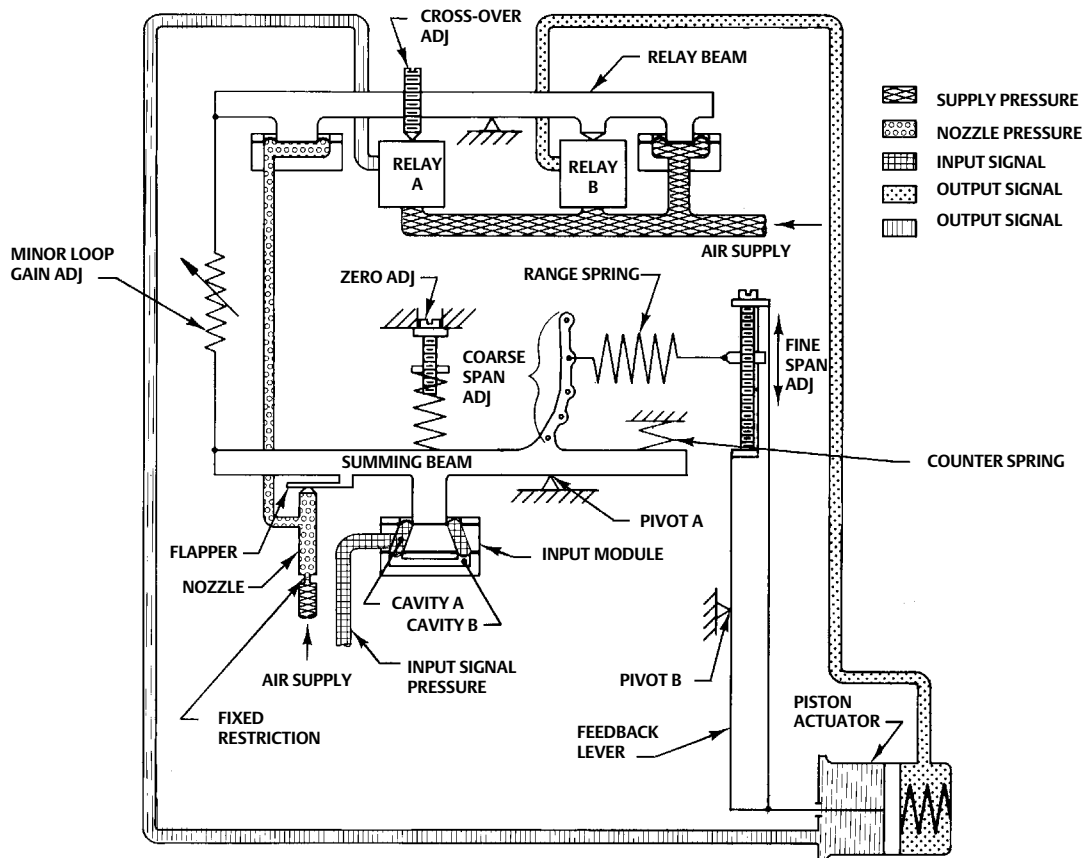 CROSS-OVER
ADJ
RELAY BEAM
SUPPLY PRESSURE
NOZZLE PRESSURE
INPUT SIGNAL
OUTPUT SIGNAL
OUTPUT SIGNAL
RELAY
A
RELAY
B
AIR SUPPLY
MINOR LOOP
GAIN ADJ
ZERO ADJ
RANGE SPRING
COARSE
SPAN
ADJ
FINE
SPAN
ADJ
SUMMING BEAM
COUNTER SPRING
PIVOT A
FLAPPER
INPUT MODULE
NOZZLE
CAVITY A
CAVITY B
AIR SUPPLY
INPUT SIGNAL
PRESSURE
FIXED
RESTRICTION
PIVOT B
FEEDBACK
LEVER
PISTON
ACTUATOR